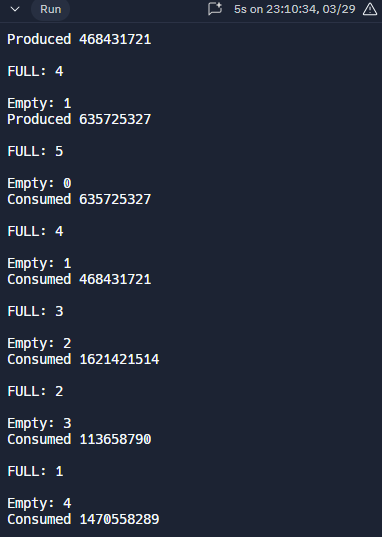 Run 5s on 23:10:34, 03/29
Produced 468431721
FULL: 4
Empty: 1
Produced 635725327
FULL: 5
Empty: 0
Consumed 635725327
FULL: 4
Empty: 1
Consumed 468431721
FULL: 3
Empty: 2
Consumed 1621421514
FULL: 2
Empty: 3
Consumed 113658790
FULL: 1
Empty: 4
Consumed 1470558289